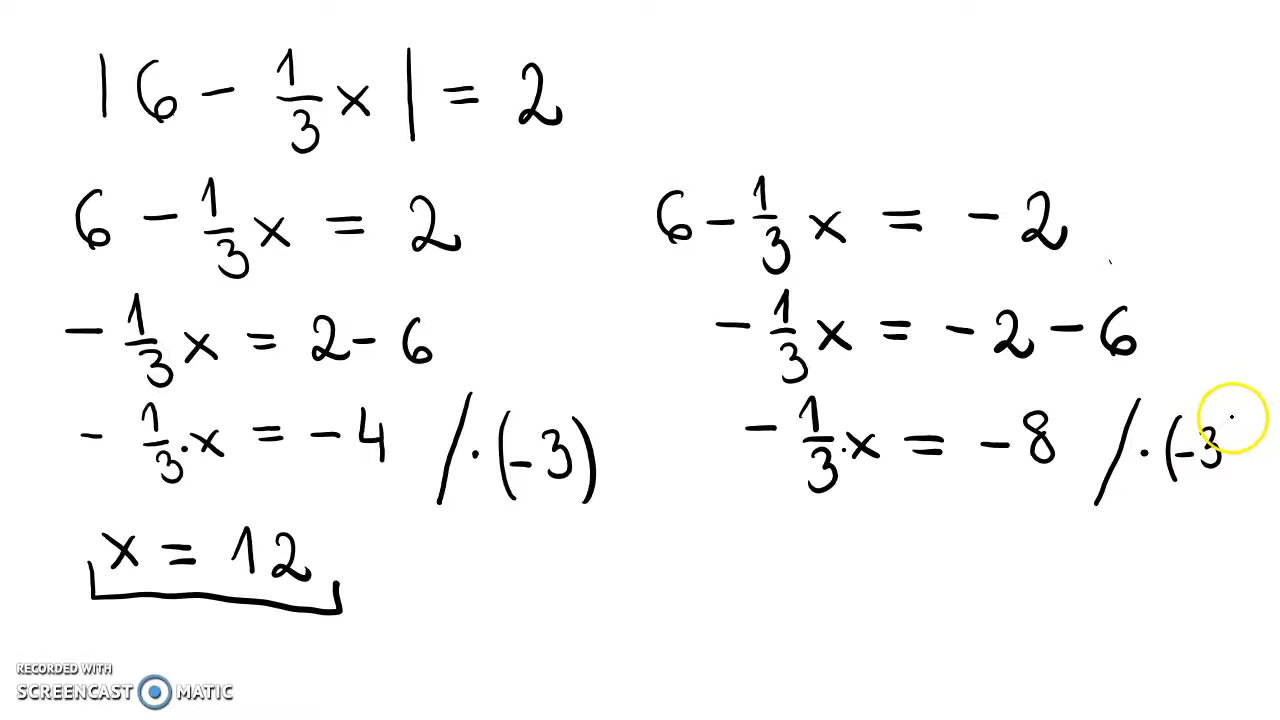 |6 - 1/3 x| = 2
6 - 1/3 x = 2
- 1/3 x = 2 - 6
- 1/3 · x = -4 / · (-3)
x = 12
6 - 1/3 x = -2
- 1/3 x = -2 - 6
- 1/3 · x = -8 / · (-3
RECORDED WITH
SCREENCAST MATIC